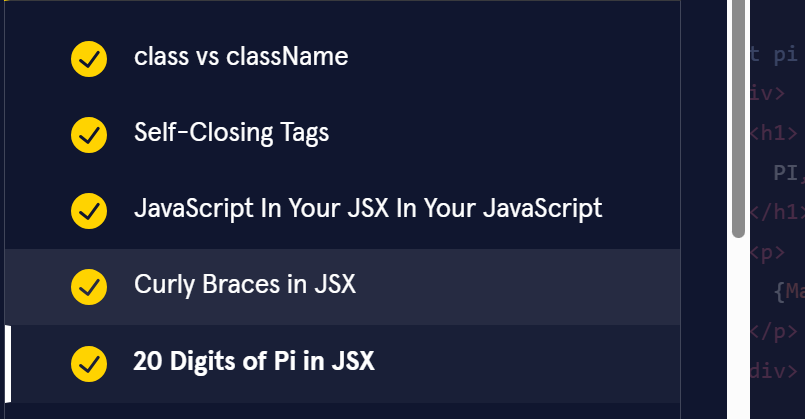 class vs className
Self-Closing Tags
JavaScript In Your JSX In Your JavaScript
Curly Braces in JSX
20 Digits of Pi in JSX
t pi
iv>
<h1>
PI,
</h1>
<p>
{Ma
</p>
div>